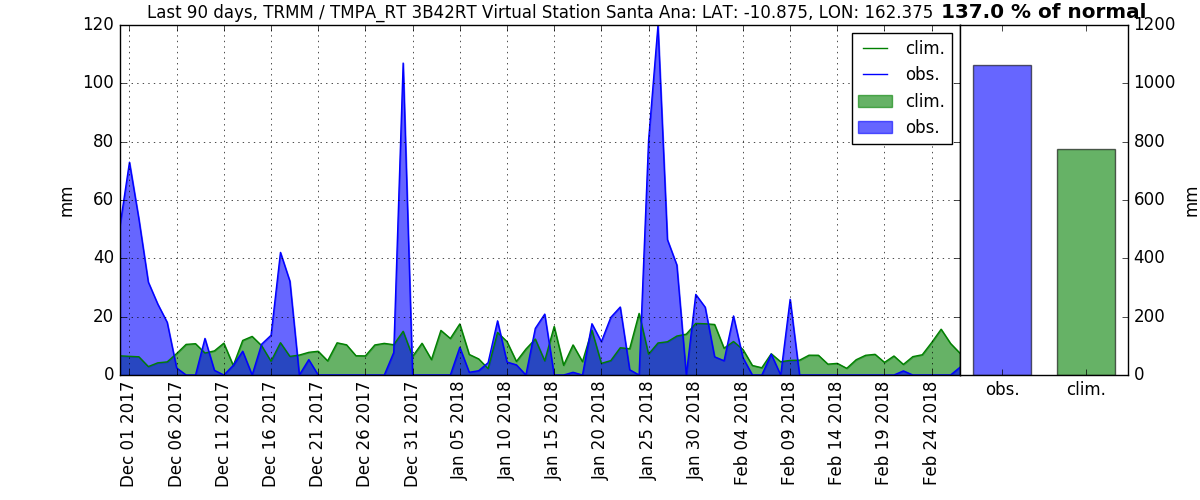 Last 90 days, TRMM / TMPA_RT 3B42RT Virtual Station Santa Ana: LAT: -10.875, LON: 162.375 137.0 % of normal
120
100
80
60
40
20
0
mm
clim.
obs.
clim.
obs.
1200
1000
800
600
400
200
0
mm
Dec 01 2017
Dec 06 2017
Dec 11 2017
Dec 16 2017
Dec 21 2017
Dec 26 2017
Dec 31 2017
Jan 05 2018
Jan 10 2018
Jan 15 2018
Jan 20 2018
Jan 25 2018
Jan 30 2018
Feb 04 2018
Feb 09 2018
Feb 14 2018
Feb 19 2018
Feb 24 2018
obs.
clim.